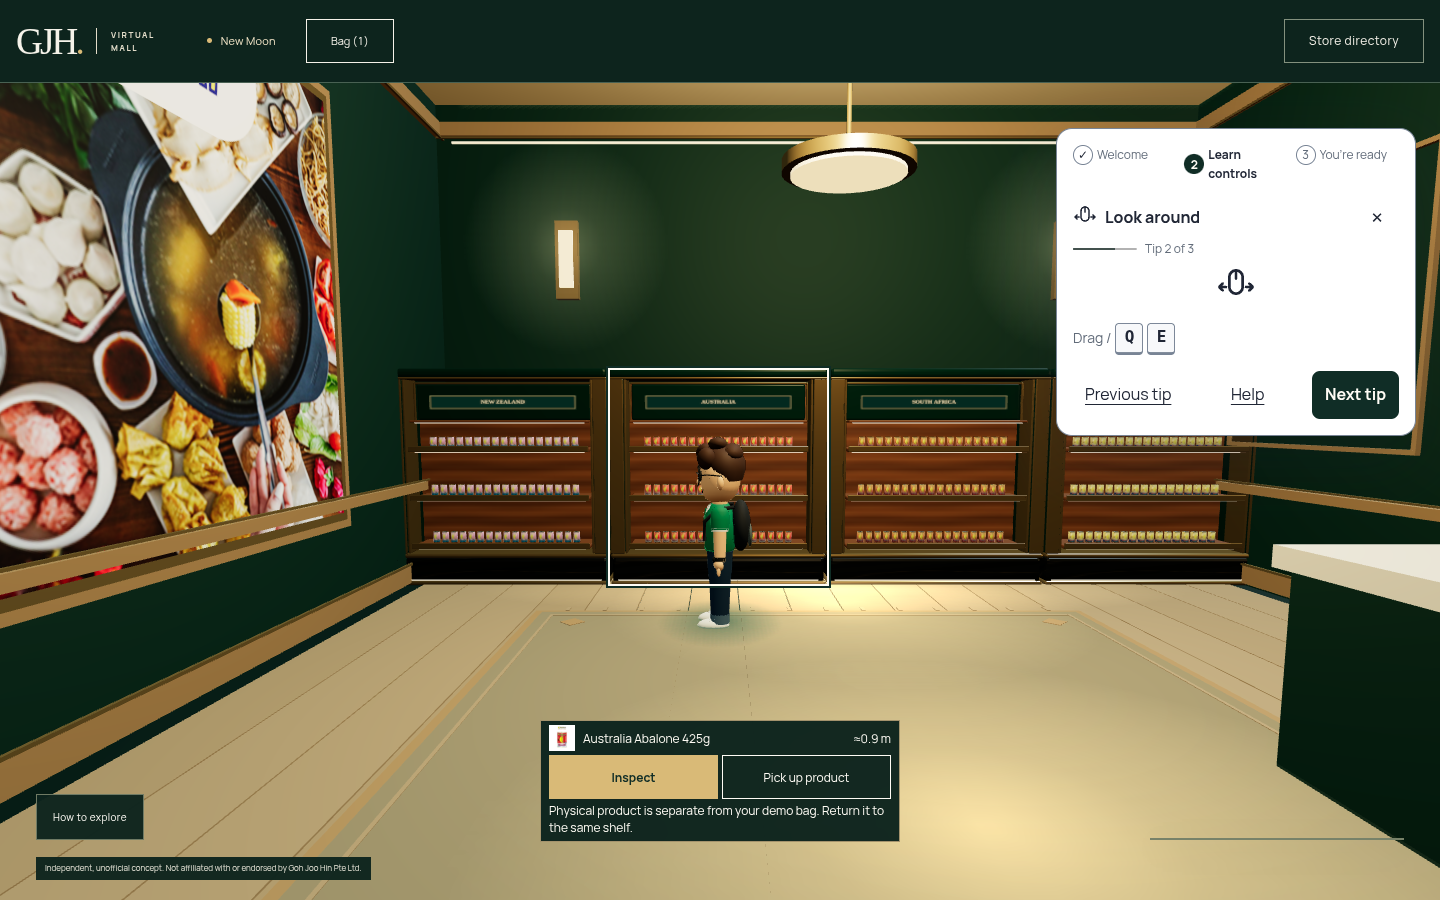 GJH.
VIRTUAL
MALL
New Moon
Bag (1)
Store directory
✓ Welcome
2 Learn
controls
3 You're ready
Look around
✕
Tip 2 of 3
Drag / Q E
Previous tip
Help
Next tip
NEW ZEALAND
AUSTRALIA
SOUTH AFRICA
Australia Abalone 425g
≈0.9 m
Inspect
Pick up product
Physical product is separate from your demo bag. Return it to
the same shelf.
How to explore
Independent, unofficial concept. Not affiliated with or endorsed by Goh Joo Hin Pte Ltd.